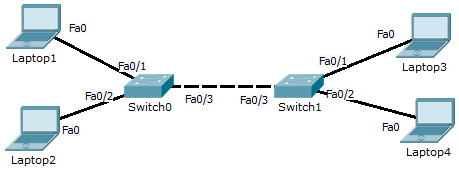 Fa0
Laptop1
Fa0/1
Fa0/2
Fa0
Laptop2
Switch0
Fa0/3
Fa0/3
Switch1
Fa0/1
Fa0
Laptop3
Fa0/2
Fa0
Laptop4